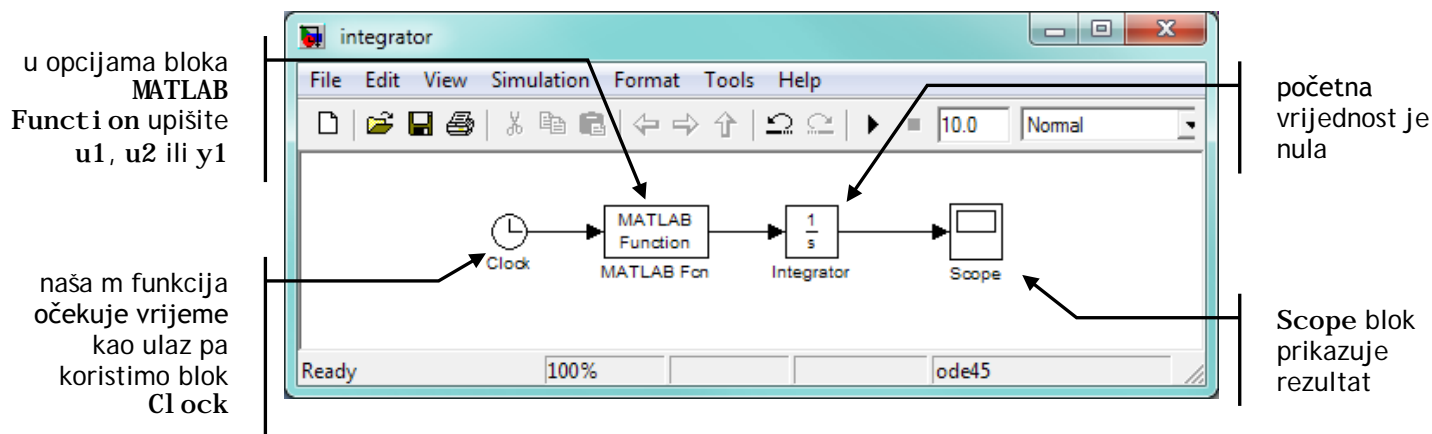 u opcijama bloka
MATLAB
Function upišite
u1, u2 ili y1
naša m funkcija
očekuje vrijeme
kao ulaz pa
koristimo blok
Clock
integrator
File Edit View Simulation Format Tools Help
10.0 Normal
Clock
MATLAB
Function
MATLAB Fcn
1
s
Integrator
Scope
Ready 100% ode45
početna
vrijednost je
nula
Scope blok
prikazuje
rezultat